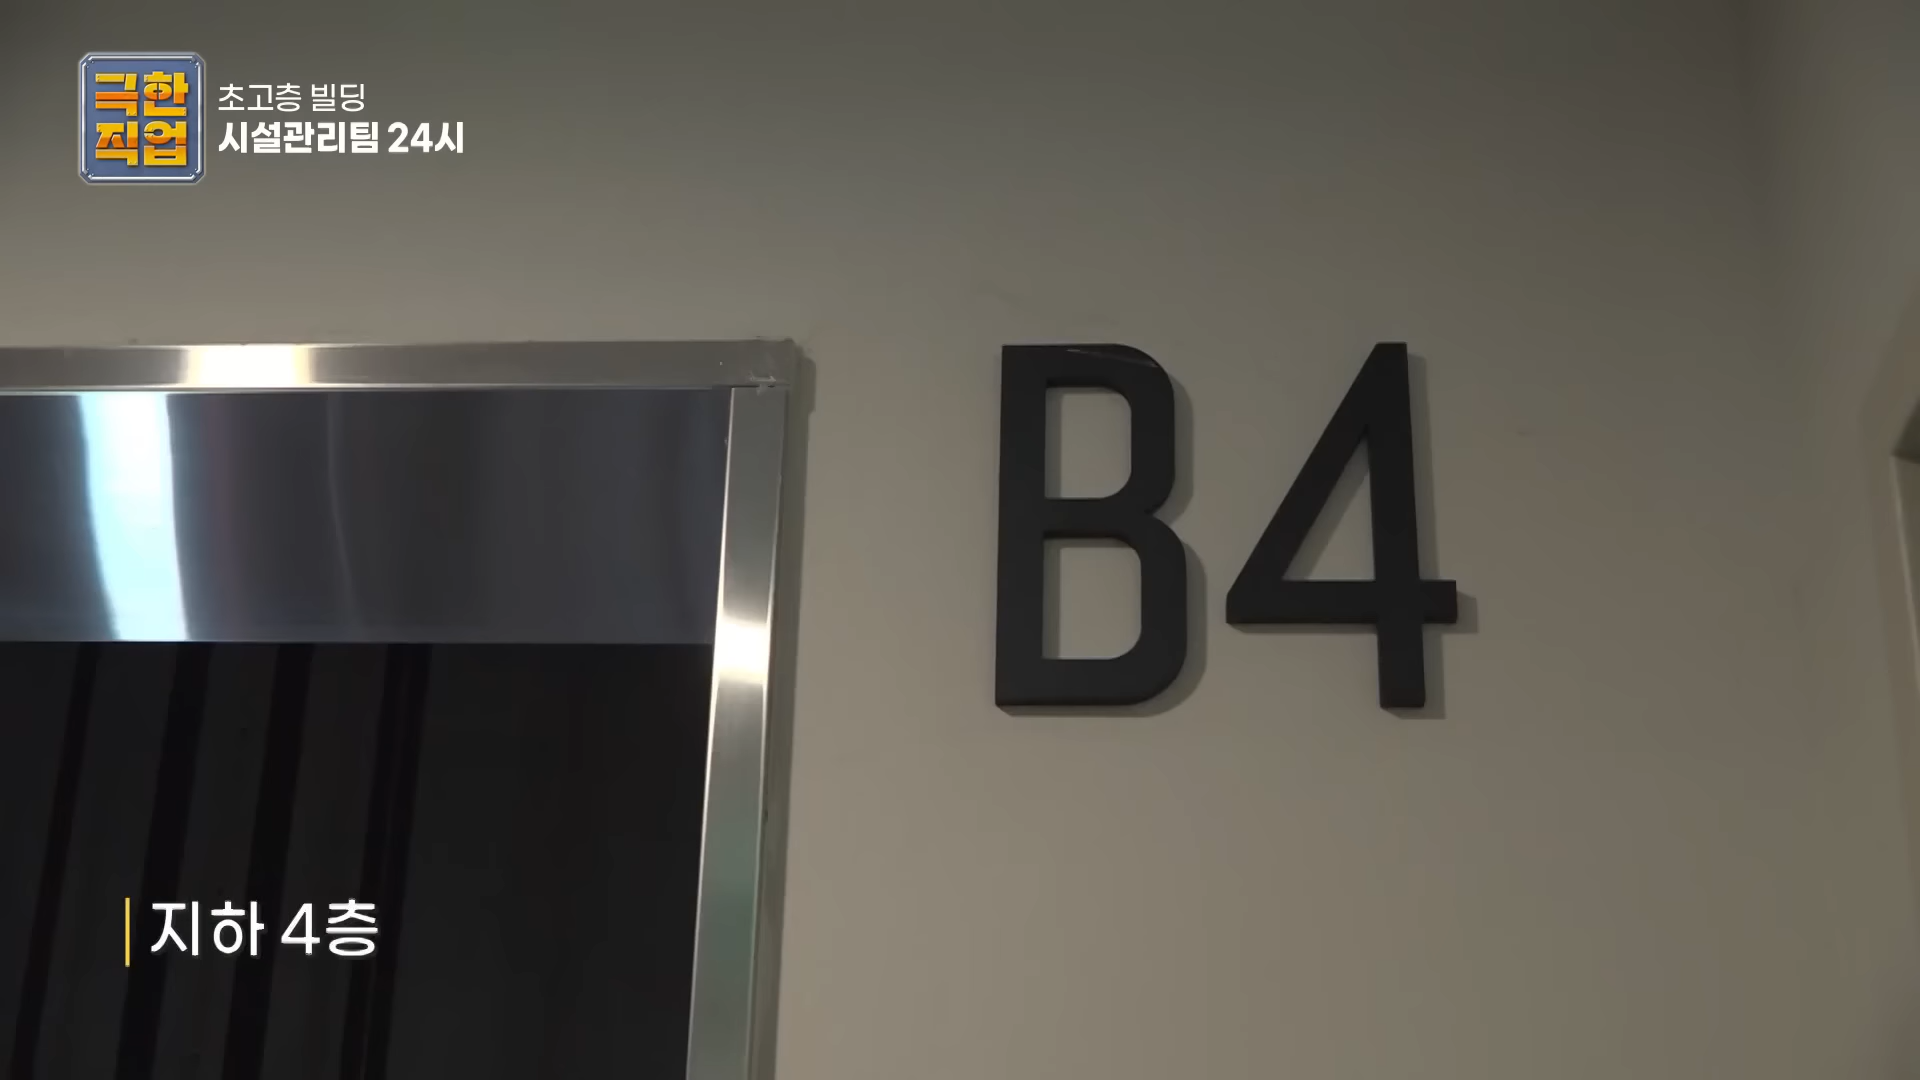 극한
직업
초고층 빌딩
시설관리팀 24시
B4
지하 4층